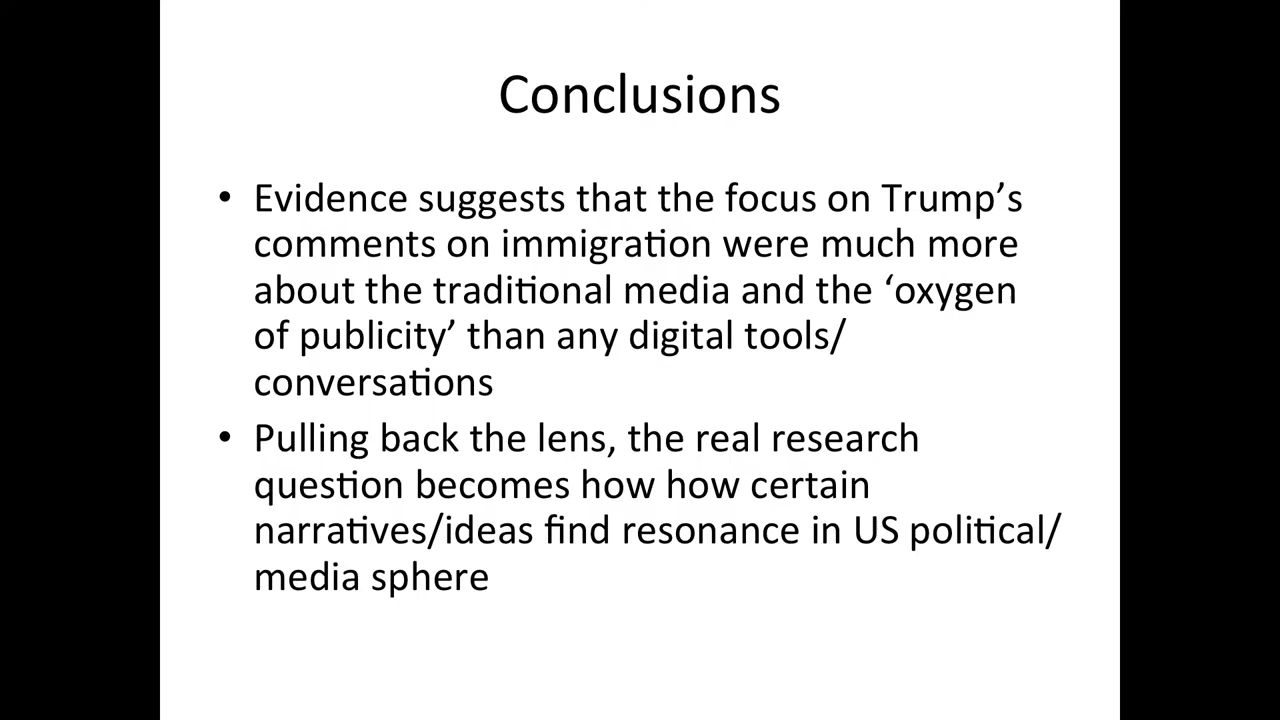 Conclusions
• Evidence suggests that the focus on Trump’s
comments on immigration were much more
about the traditional media and the ‘oxygen
of publicity’ than any digital tools/
conversations
• Pulling back the lens, the real research
question becomes how how certain
narratives/ideas find resonance in US political/
media sphere